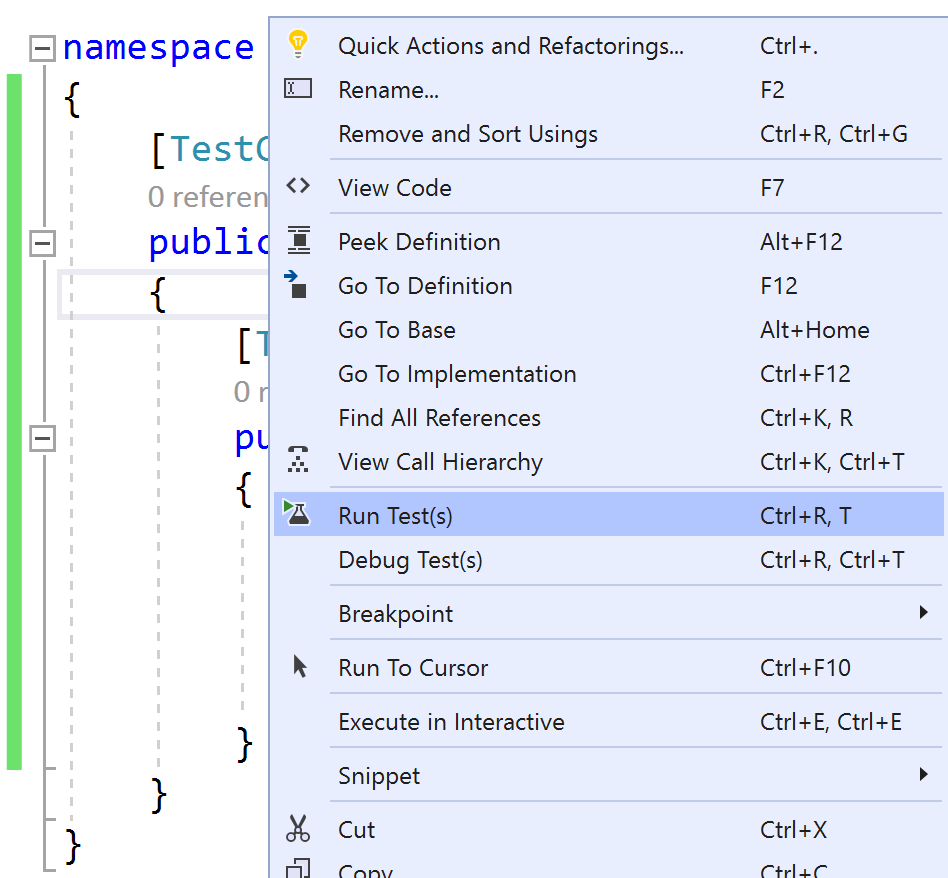 namespace
{
[TestC
0 referen
public
{
[T
0 r
pu
{
}
}
}
Quick Actions and Refactorings... Ctrl+.
Rename... F2
Remove and Sort Usings Ctrl+R, Ctrl+G
View Code F7
Peek Definition Alt+F12
Go To Definition F12
Go To Base Alt+Home
Go To Implementation Ctrl+F12
Find All References Ctrl+K, R
View Call Hierarchy Ctrl+K, Ctrl+T
Run Test(s) Ctrl+R, T
Debug Test(s) Ctrl+R, Ctrl+T
Breakpoint
Run To Cursor Ctrl+F10
Execute in Interactive Ctrl+E, Ctrl+E
Snippet
Cut Ctrl+X
Copy Ctrl+C